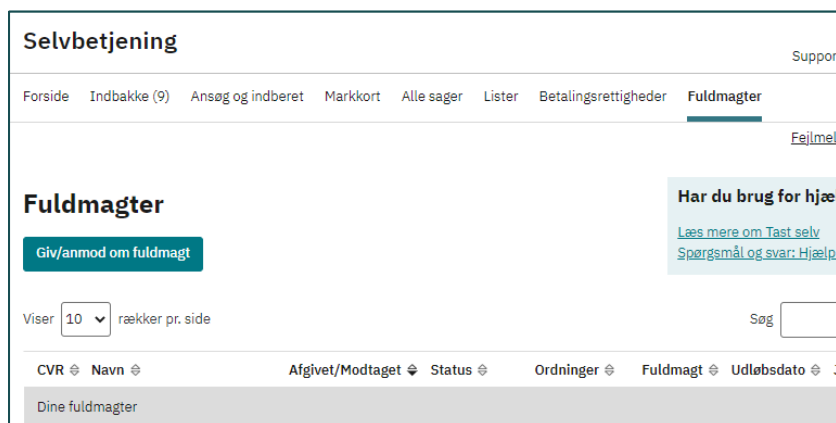 Selvbetjening
Suppor
Forside Indbakke (9) Ansøg og indberet Markkort Alle sager Lister Betalingsrettigheder Fuldmagter
Fejlmel
Fuldmagter
Har du brug for hjæ
Giv/anmod om fuldmagt
Læs mere om Tast selv
Spørgsmål og svar: Hjælp
Viser 10 rækker pr. side
Søg
CVR Navn Afgivet/Modtaget Status Ordninger Fuldmagt Udløbsdato
Dine fuldmagter